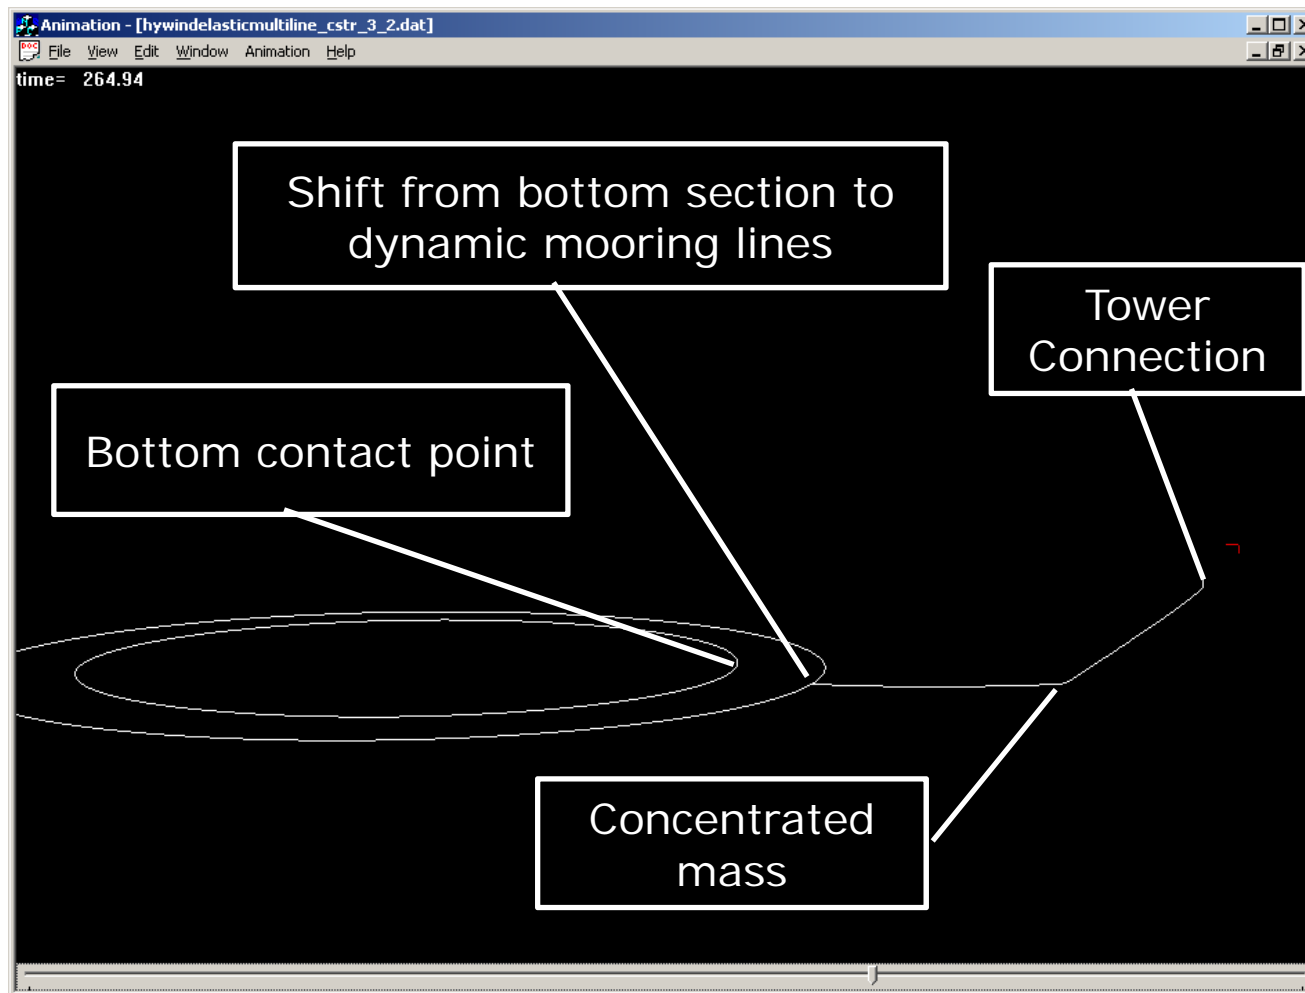 Animation - [hywindelasticmultiline_cstr_3_2.dat]
DOC File View Edit Window Animation Help
time= 264.94
Shift from bottom section to
dynamic mooring lines
Tower
Connection
Bottom contact point
Concentrated
mass